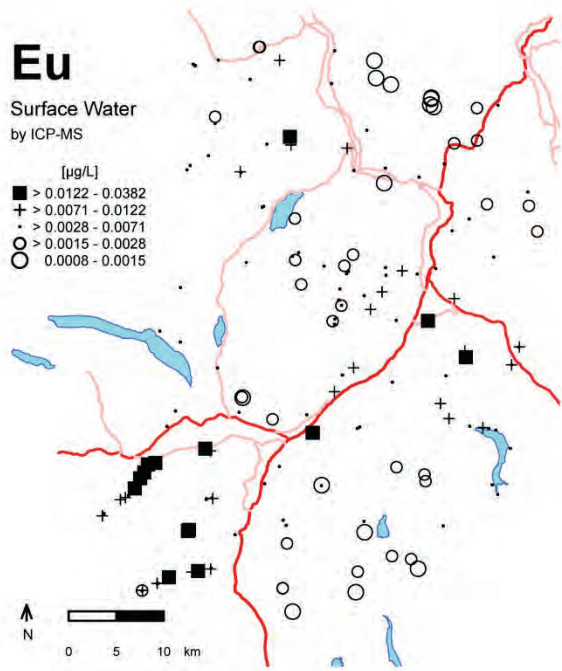 Eu
Surface Water
by ICP-MS
[µg/L]
> 0.0122 - 0.0382
> 0.0071 - 0.0122
> 0.0028 - 0.0071
> 0.0015 - 0.0028
0.0008 - 0.0015
N
0 5 10 km